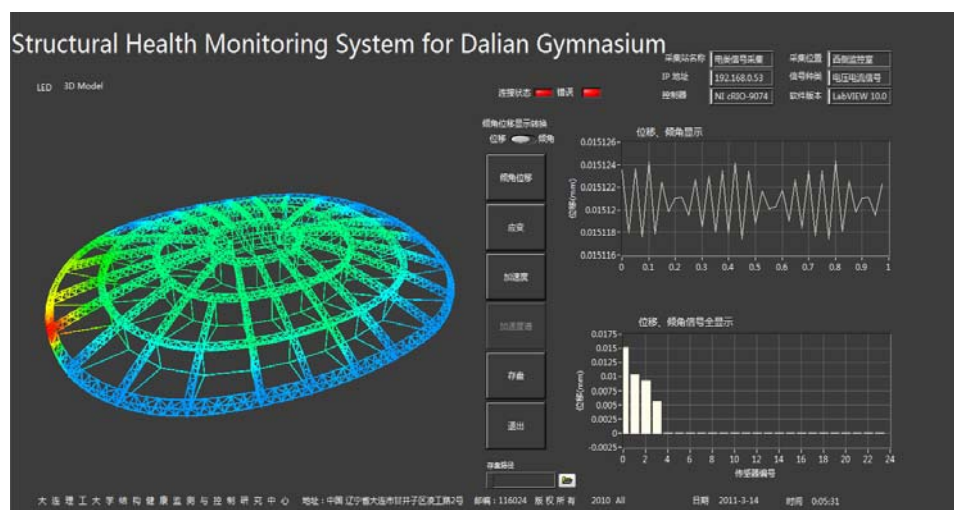 Structural Health Monitoring System for Dalian Gymnasium
采集站名称 电类信号采集 采集位置 西侧监控室
IP 地址 192.168.0.53 信号种类 电压电流信号
控制器 NI cRIO-9074 软件版本 LabVIEW 10.0
LED 3D Model
连接状态 错误
倾角位移显示转换
位移 倾角
倾角位移
应变
加速度
加速度谱
存盘
退出
存盘路径
位移、倾角显示
位移(mm)
0.015126
0.015124
0.015122
0.01512
0.015118
0.015116
0 0.1 0.2 0.3 0.4 0.5 0.6 0.7 0.8 0.9 1
位移、倾角信号全显示
位移(mm)
0.0175
0.015
0.0125
0.01
0.0075
0.005
0.0025
0
-0.0025
0 2 4 6 8 10 12 14 16 18 20 22 24
传感器编号
大连理工大学结构健康监测与控制研究中心 地址:中国 辽宁省大连市甘井子区凌工路2号 邮编:116024 版权所有 2010 All 日期 2011-3-14 时间 0:05:31